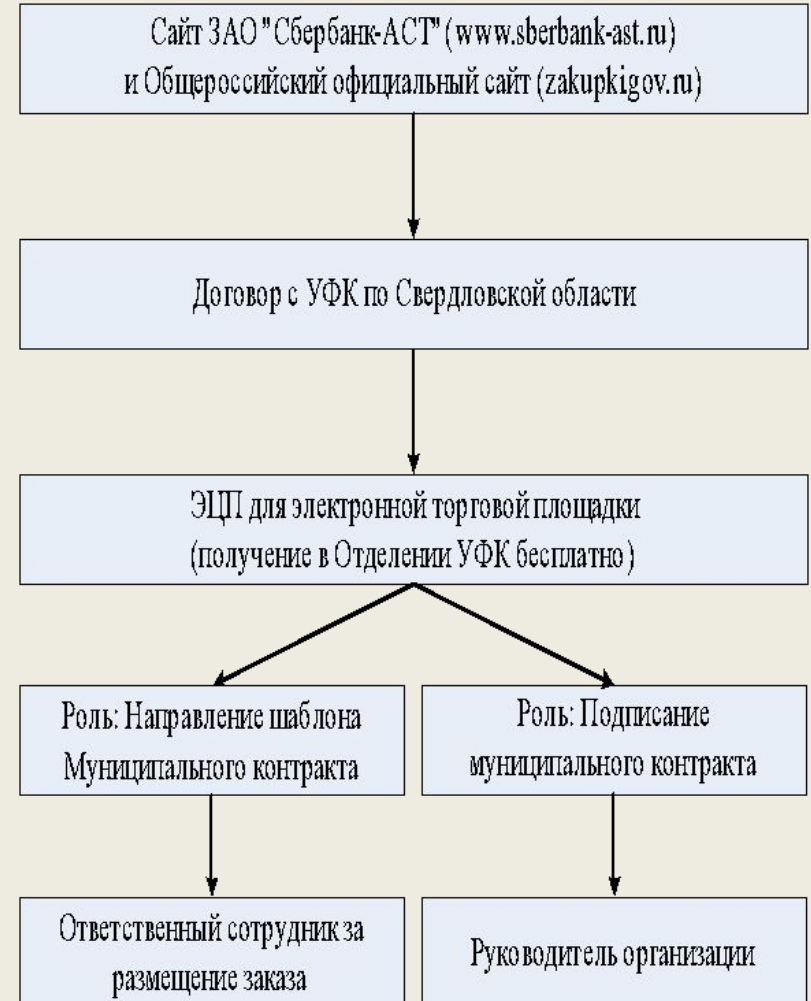 Сайт ЗАО "Сбербанк-АСТ" (www.sberbank-ast.ru)
и Общероссийский официальный сайт (zakupkigov.ru)
Договор с УФК по Свердловской области
ЭЦП для электронной торговой площадки
(получение в Отделении УФК бесплатно)
Роль: Направление шаблона
Муниципального контракта
Роль: Подписание
муниципального контракта
Ответственный сотрудник за
размещение заказа
Руководитель организации